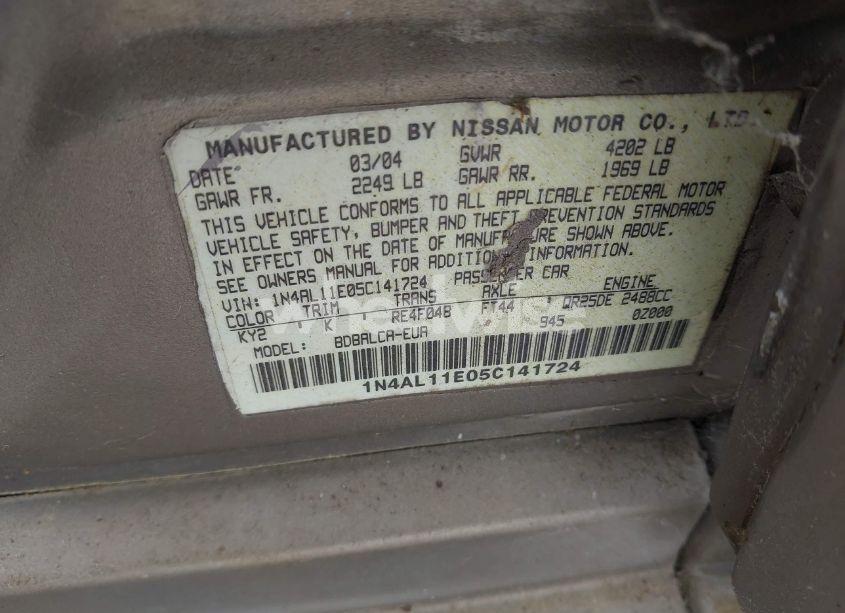 MANUFACTURED BY NISSAN MOTOR CO., LTD.
DATE 03/04 GVWR 4202 LB
GAWR FR. 2249 LB GAWR RR. 1969 LB
THIS VEHICLE CONFORMS TO ALL APPLICABLE FEDERAL MOTOR
VEHICLE SAFETY, BUMPER AND THEFT PREVENTION STANDARDS
IN EFFECT ON THE DATE OF MANUFACTURE SHOWN ABOVE.
SEE OWNERS MANUAL FOR ADDITIONAL INFORMATION.
VIN: 1N4AL11E05C141724 PASSENGER CAR
COLOR TRIM TRANS AXLE ENGINE
KY2 K RE4F04B FT44 QR25DE 2488CC
MODEL: BDBALCA-EUA 945 0Z000
1N4AL11E05C141724